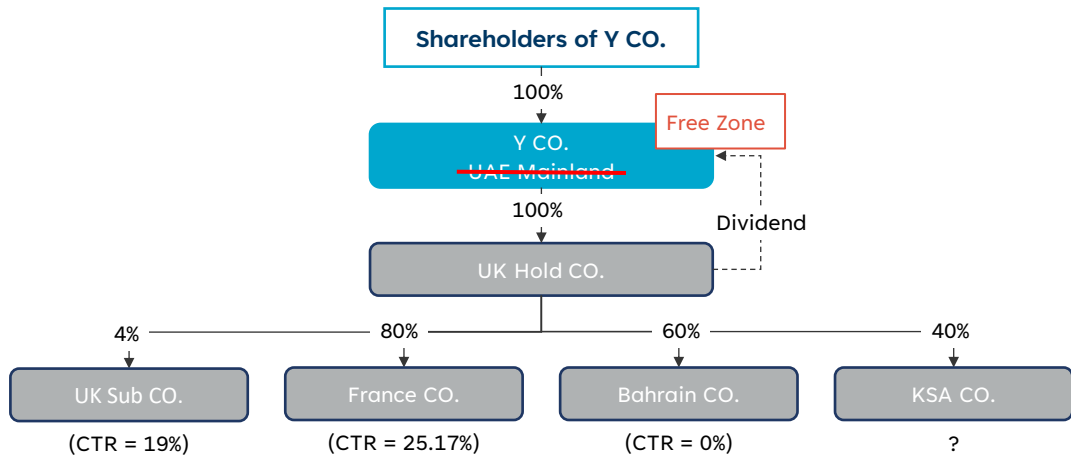 Shareholders of Y CO.
100%
Free Zone
Y CO.
UAE Mainland
100%
Dividend
UK Hold CO.
4%
80%
60%
40%
UK Sub CO.
France CO.
Bahrain CO.
KSA CO.
(CTR = 19%)
(CTR = 25.17%)
(CTR = 0%)
?